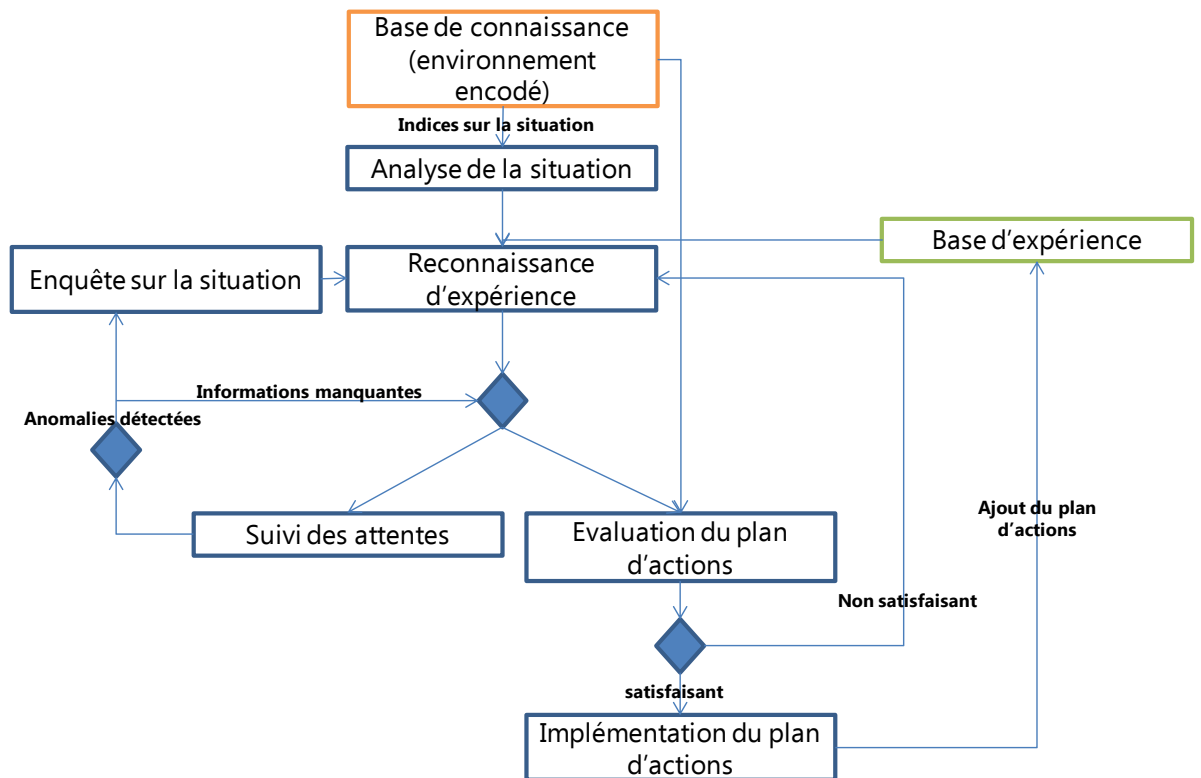 Base de connaissance
(environnement
encodé)
Indices sur la situation
Analyse de la situation
Base d'expérience
Enquête sur la situation
Reconnaissance
d'expérience
Informations manquantes
Anomalies détectées
Suivi des attentes
Evaluation du plan
d'actions
Ajout du plan
d'actions
Non satisfaisant
satisfaisant
Implémentation du plan
d'actions